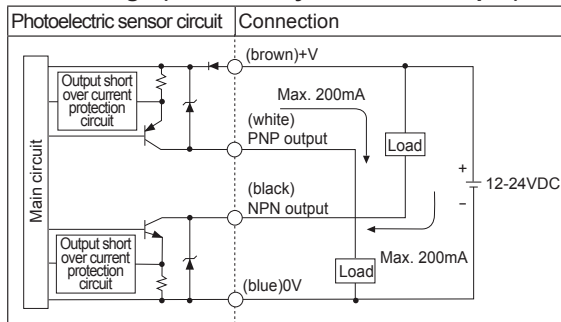 Photoelectric sensor circuit
Connection
(brown)+V
Output short
over current
protection
circuit
Max. 200mA
(white)
PNP output
Load
Main circuit
+
12-24VDC
−
(black)
NPN output
Output short
over current
protection
circuit
Max. 200mA
Load
(blue)0V